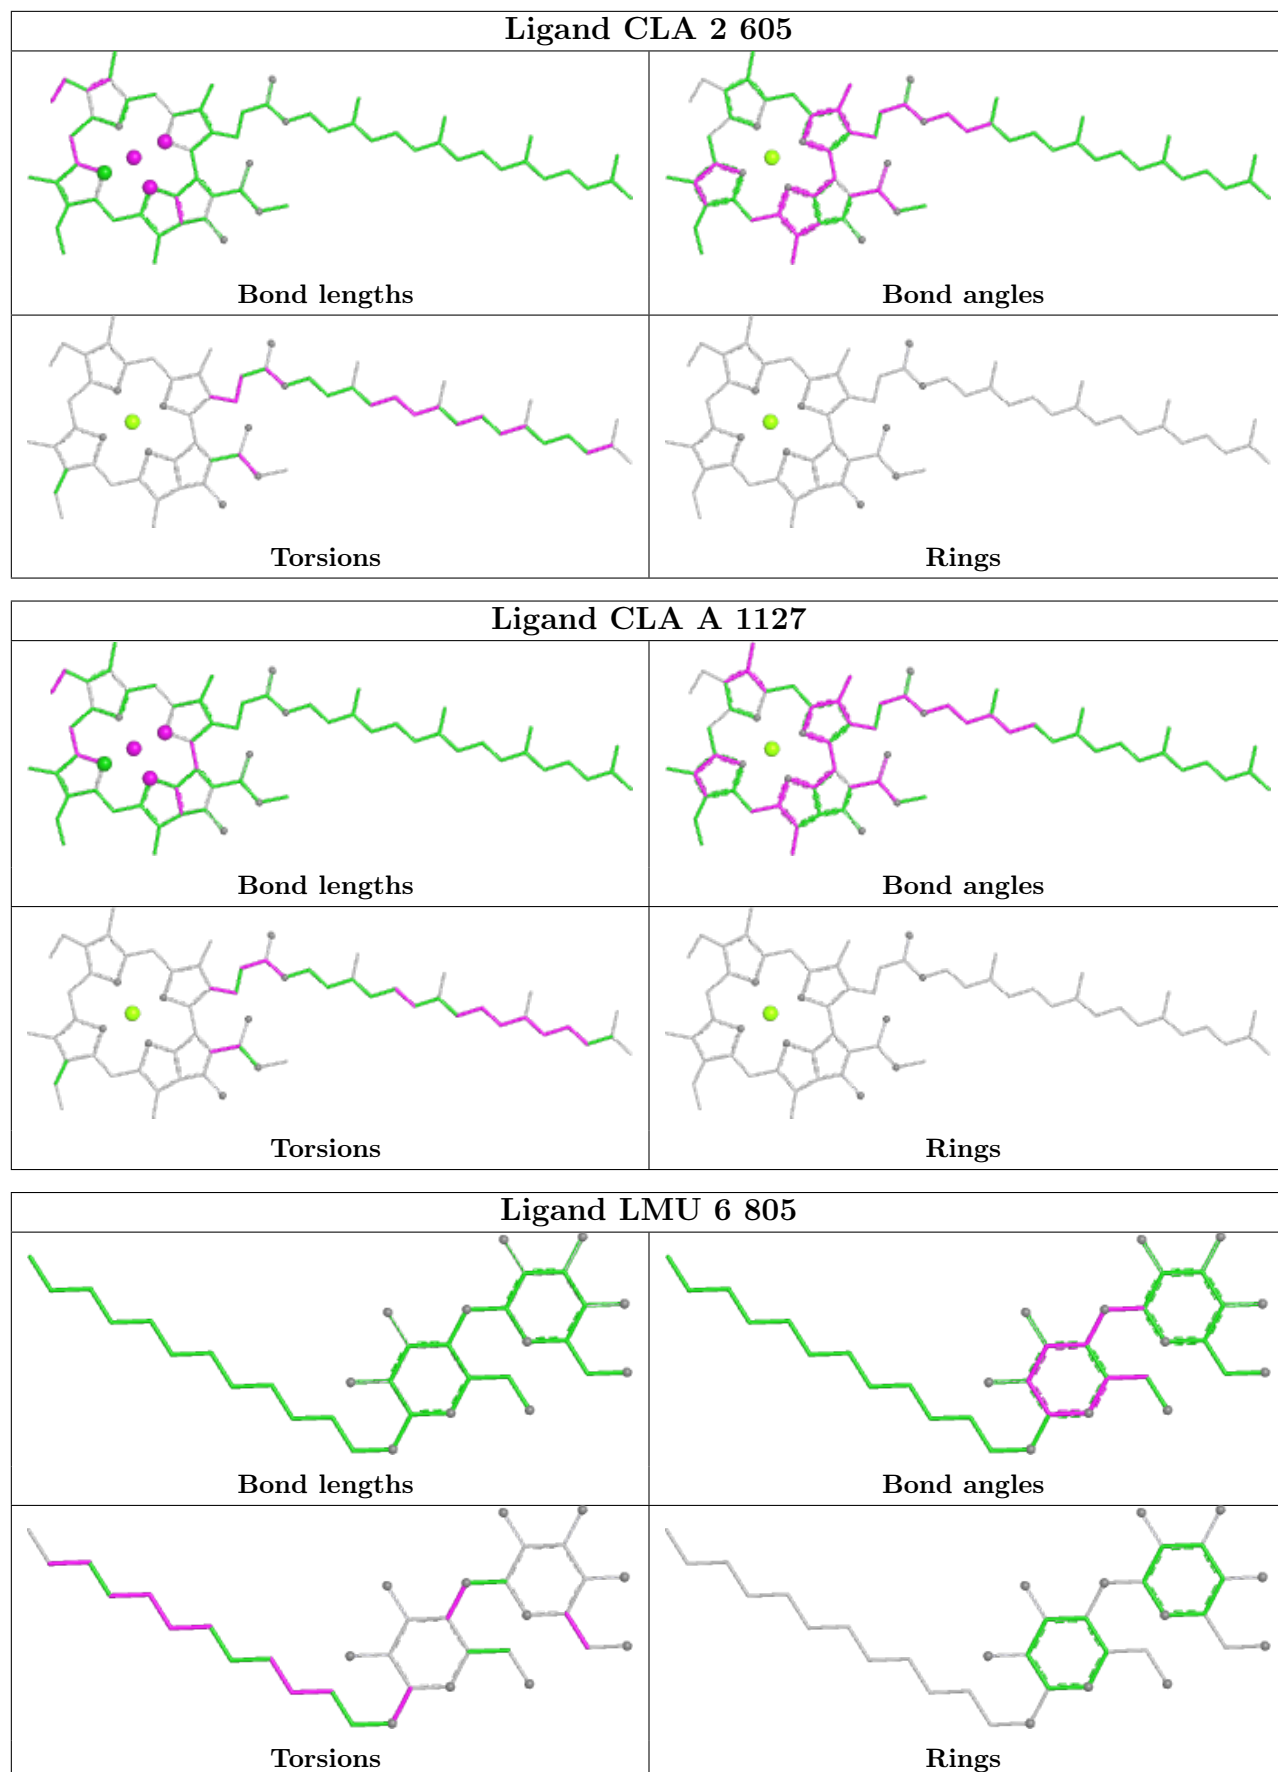 Ligand CLA 2 605
Bond lengths
Bond angles
Torsions
Rings
Ligand CLA A 1127
Bond lengths
Bond angles
Torsions
Rings
Ligand LMU 6 805
Bond lengths
Bond angles
Torsions
Rings